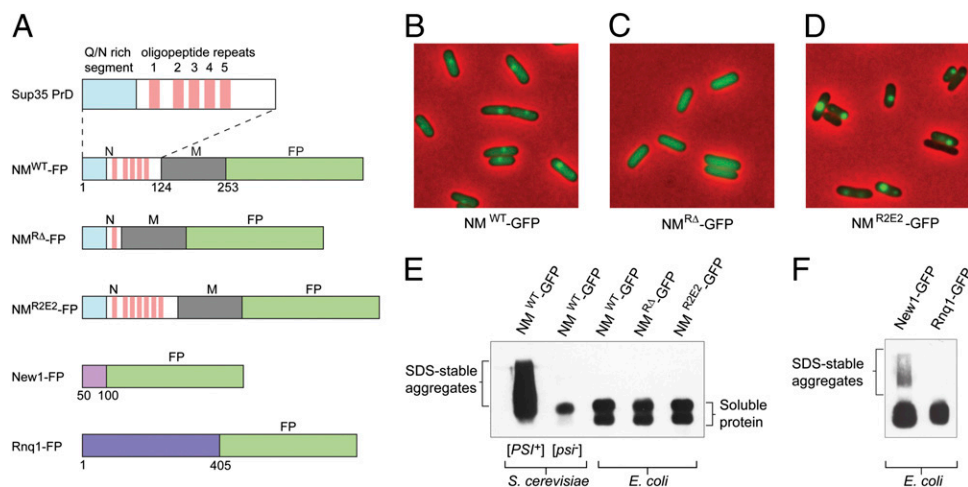 A
Q/N rich
segment
oligopeptide repeats
1 2 3 4 5
Sup35 PrD
N M FP
NM^WT-FP
1 124 253
N M FP
NM^RΔ-FP
N M FP
NM^R2E2-FP
FP
New1-FP
50 100
FP
Rnq1-FP
1 405
B
NM^WT-GFP
C
NM^RΔ-GFP
D
NM^R2E2-GFP
E
NM^WT-GFP
NM^WT-GFP
NM^WT-GFP
NM^RΔ-GFP
NM^R2E2-GFP
SDS-stable
aggregates
Soluble
protein
[PSI⁺] [psi⁻]
S. cerevisiae E. coli
F
New1-GFP
Rnq1-GFP
SDS-stable
aggregates
E. coli